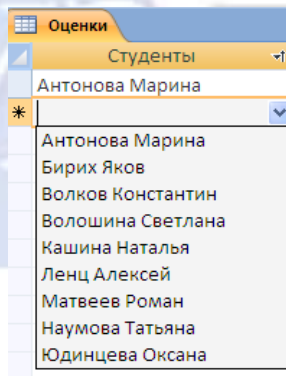 Оценки
Студенты
Антонова Марина
Антонова Марина
Бирих Яков
Волков Константин
Волошина Светлана
Кашина Наталья
Ленц Алексей
Матвеев Роман
Наумова Татьяна
Юдинцева Оксана